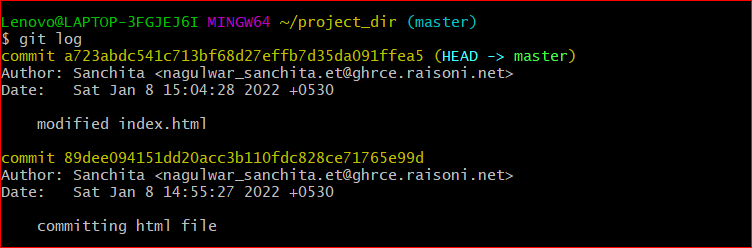 Lenovo@LAPTOP-3FGJEJ6I MINGW64 ~/project_dir (master)
$ git log
commit a723abdc541c713bf68d27effb7d35da091ffea5 (HEAD -> master)
Author: Sanchita <nagulwar_sanchita.et@ghrce.raisoni.net>
Date:   Sat Jan 8 15:04:28 2022 +0530
    modified index.html
commit 89dee094151dd20acc3b110fdc828ce71765e99d
Author: Sanchita <nagulwar_sanchita.et@ghrce.raisoni.net>
Date:   Sat Jan 8 14:55:27 2022 +0530
    committing html file